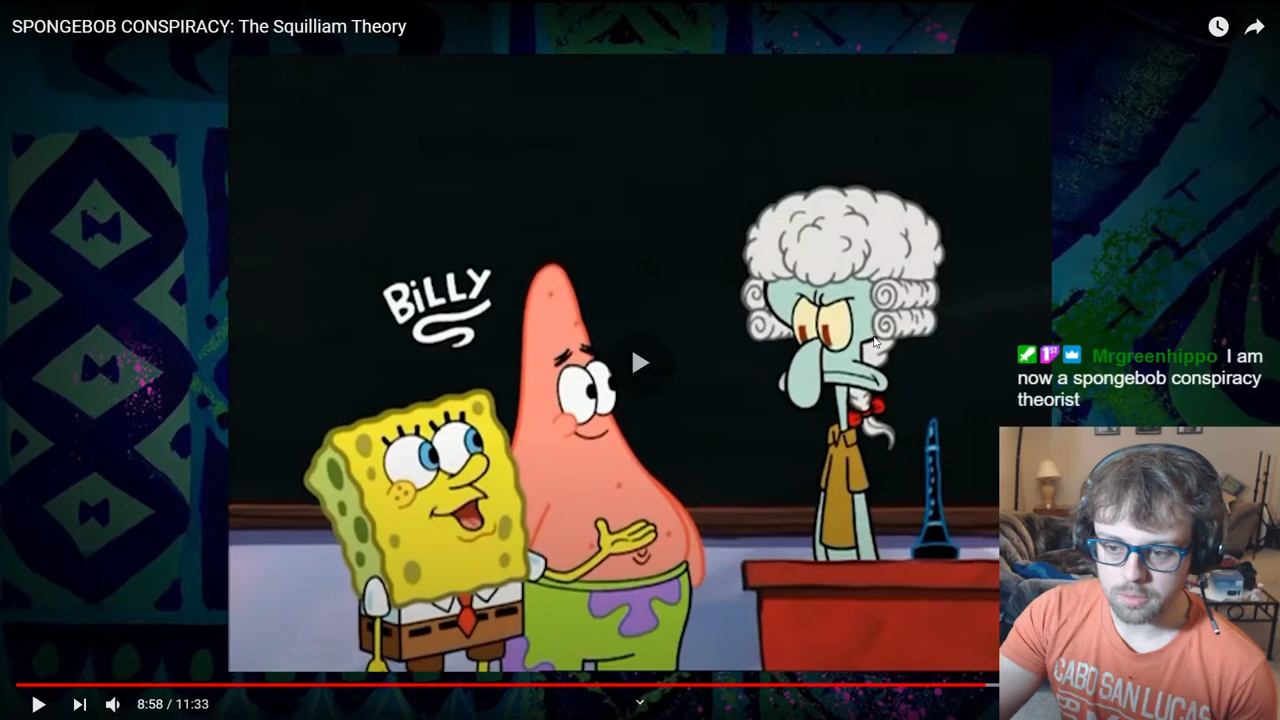 SPONGEBOB CONSPIRACY: The Squilliam Theory
BiLLY
1ST Mrgreenhippo I am
now a spongebob conspiracy
theorist
CABO SAN LUCAS
8:58 / 11:33